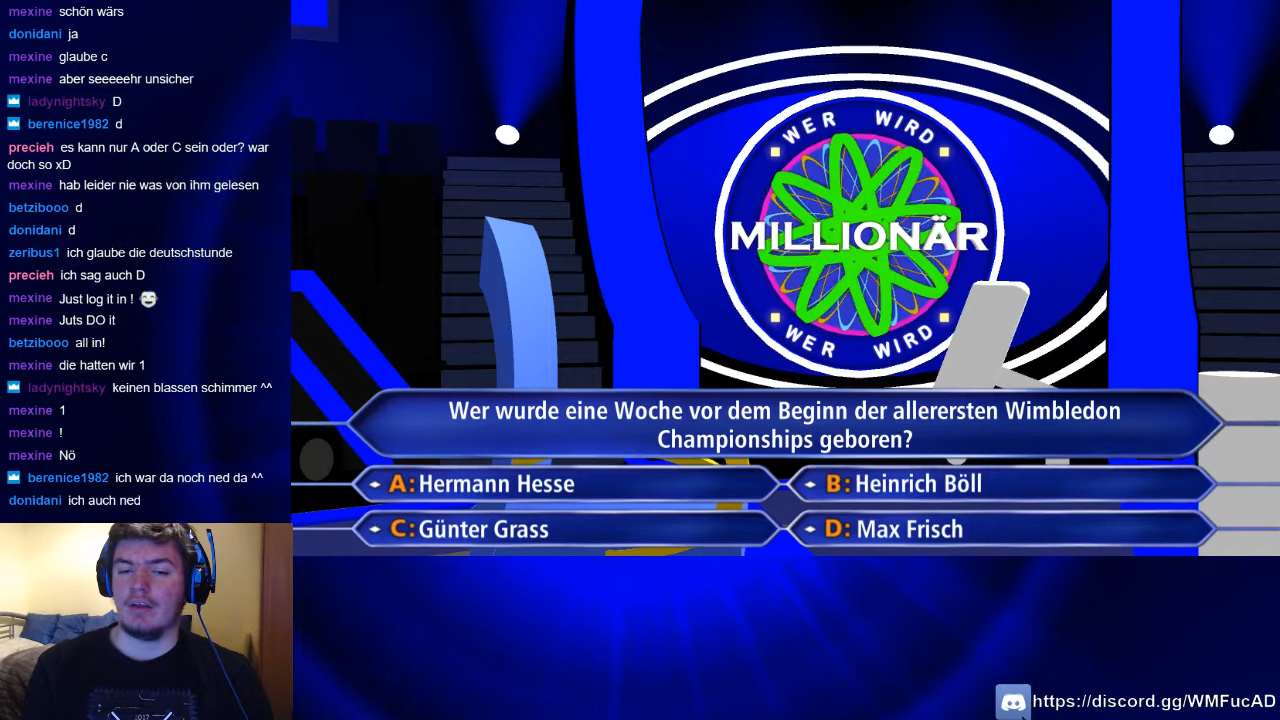 mexine schön wärs
donidani ja
mexine glaube c
mexine aber seeeeehr unsicher
ladynightsky D
berenice1982 d
precieh es kann nur A oder C sein oder? war
doch so xD
mexine hab leider nie was von ihm gelesen
betzibooo d
donidani d
zeribus1 ich glaube die deutschstunde
precieh ich sag auch D
mexine Just log it in !
mexine Juts DO it
betzibooo all in!
mexine die hatten wir 1
ladynightsky keinen blassen schimmer ^^
mexine 1
mexine !
mexine Nö
berenice1982 ich war da noch ned da ^^
donidani ich auch ned
WER WIRD
MILLIONÄR
WER WIRD
Wer wurde eine Woche vor dem Beginn der allerersten Wimbledon
Championships geboren?
A: Hermann Hesse
B: Heinrich Böll
C: Günter Grass
D: Max Frisch
2017
https://discord.gg/WMFucAD